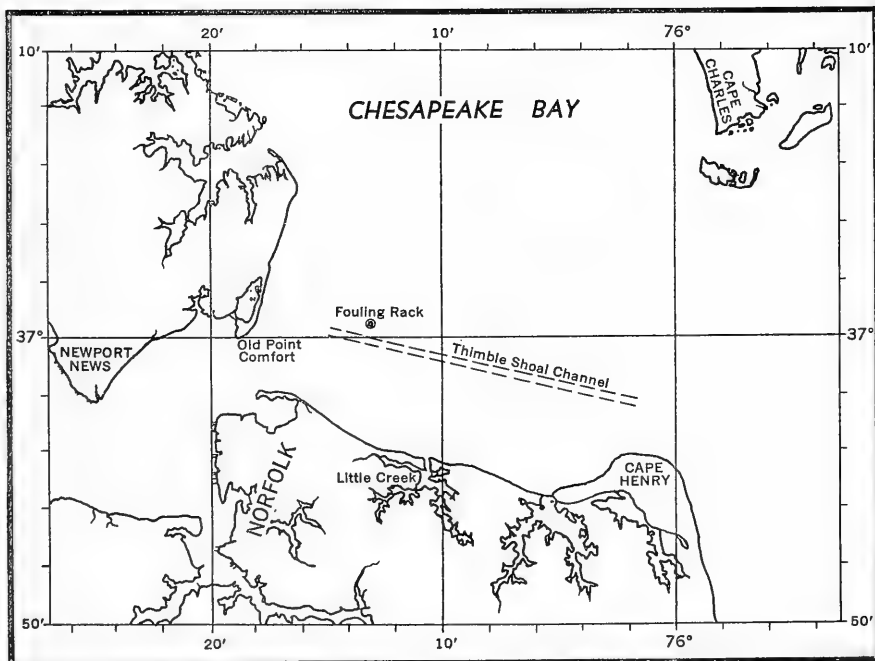 20′ 10′ 76°
10′ 10′
CHESAPEAKE BAY
CAPE
CHARLES
Fouling Rack
37° 37°
Old Point
Comfort
NEWPORT
NEWS
Thimble Shoal Channel
NORFOLK
Little Creek
CAPE
HENRY
50′ 50′
20′ 10′ 76°